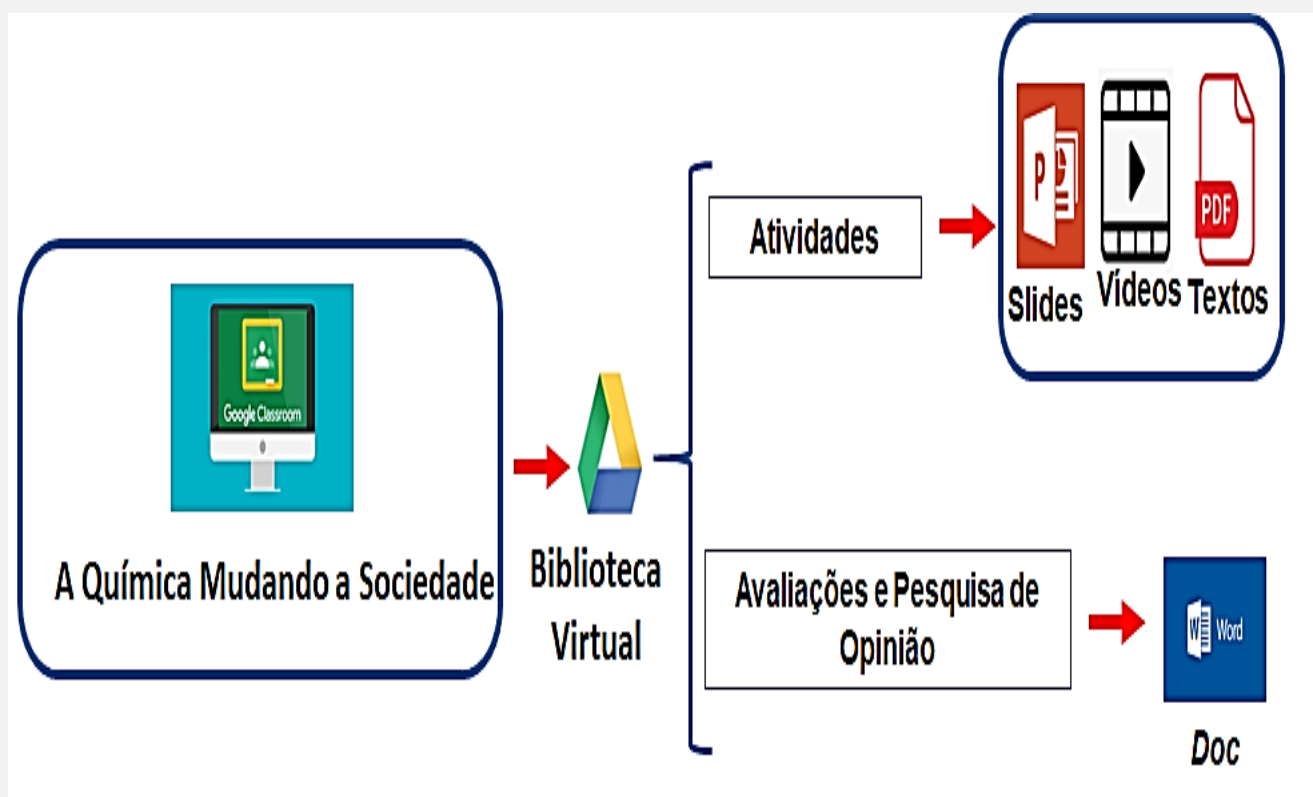 Google Classroom
A Química Mudando a Sociedade
Biblioteca
Virtual
Atividades
P
PDF
Slides
Vídeos
Textos
Avaliações e Pesquisa de
Opinião
W
Word
Doc